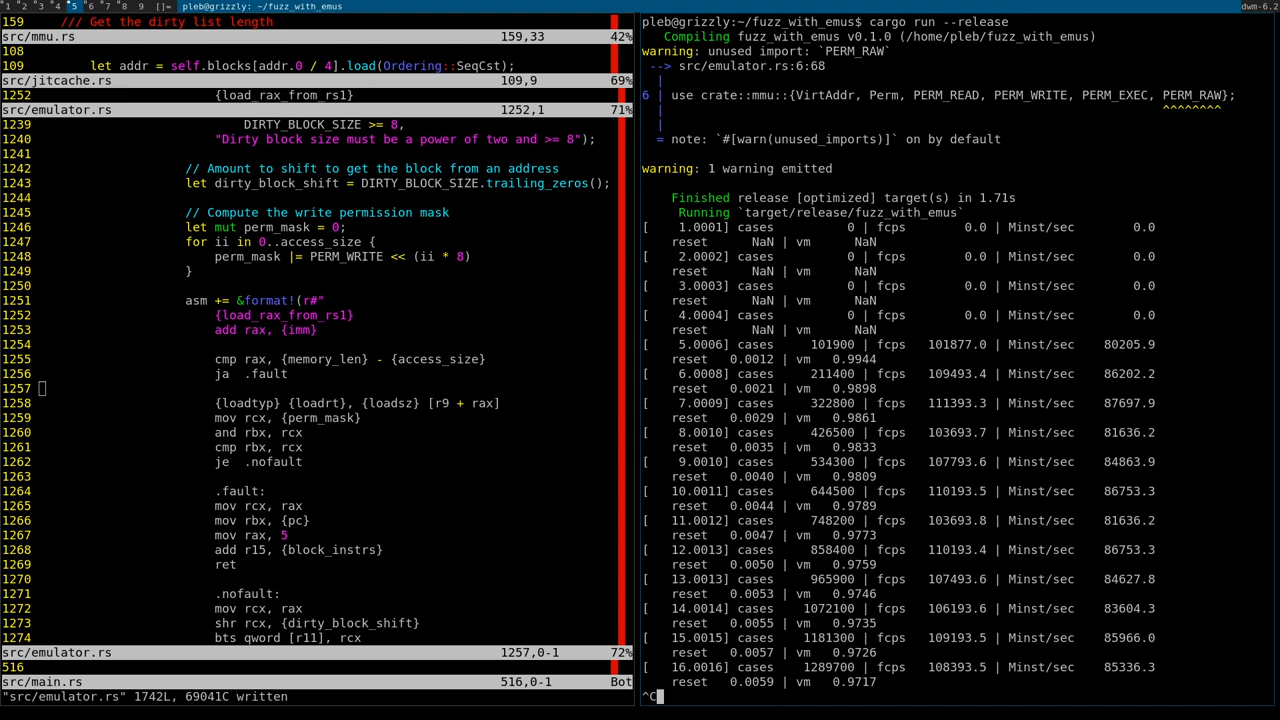 °1 °2 °3 °4 °5 °6 °7 °8 9 []= pleb@grizzly: ~/fuzz_with_emus dwm-6.2
159 /// Get the dirty list length
src/mmu.rs 159,33 42%
108
109 let addr = self.blocks[addr.0 / 4].load(Ordering::SeqCst);
src/jitcache.rs 109,9 69%
1252 {load_rax_from_rs1}
src/emulator.rs 1252,1 71%
1239 DIRTY_BLOCK_SIZE >= 8,
1240 "Dirty block size must be a power of two and >= 8");
1241
1242 // Amount to shift to get the block from an address
1243 let dirty_block_shift = DIRTY_BLOCK_SIZE.trailing_zeros();
1244
1245 // Compute the write permission mask
1246 let mut perm_mask = 0;
1247 for ii in 0..access_size {
1248 perm_mask |= PERM_WRITE << (ii * 8)
1249 }
1250
1251 asm += &format!(r#"
1252 {load_rax_from_rs1}
1253 add rax, {imm}
1254
1255 cmp rax, {memory_len} - {access_size}
1256 ja .fault
1257
1258 {loadtyp} {loadrt}, {loadsz} [r9 + rax]
1259 mov rcx, {perm_mask}
1260 and rbx, rcx
1261 cmp rbx, rcx
1262 je .nofault
1263
1264 .fault:
1265 mov rcx, rax
1266 mov rbx, {pc}
1267 mov rax, 5
1268 add r15, {block_instrs}
1269 ret
1270
1271 .nofault:
1272 mov rcx, rax
1273 shr rcx, {dirty_block_shift}
1274 bts qword [r11], rcx
src/emulator.rs 1257,0-1 72%
516
src/main.rs 516,0-1 Bot
"src/emulator.rs" 1742L, 69041C written
pleb@grizzly:~/fuzz_with_emus$ cargo run --release
Compiling fuzz_with_emus v0.1.0 (/home/pleb/fuzz_with_emus)
warning: unused import: `PERM_RAW`
--> src/emulator.rs:6:68
|
6 | use crate::mmu::{VirtAddr, Perm, PERM_READ, PERM_WRITE, PERM_EXEC, PERM_RAW};
| ^^^^^^^^
|
= note: `#[warn(unused_imports)]` on by default
warning: 1 warning emitted
Finished release [optimized] target(s) in 1.71s
Running `target/release/fuzz_with_emus`
[ 1.0001] cases 0 | fcps 0.0 | Minst/sec 0.0
reset NaN | vm NaN
[ 2.0002] cases 0 | fcps 0.0 | Minst/sec 0.0
reset NaN | vm NaN
[ 3.0003] cases 0 | fcps 0.0 | Minst/sec 0.0
reset NaN | vm NaN
[ 4.0004] cases 0 | fcps 0.0 | Minst/sec 0.0
reset NaN | vm NaN
[ 5.0006] cases 101900 | fcps 101877.0 | Minst/sec 80205.9
reset 0.0012 | vm 0.9944
[ 6.0008] cases 211400 | fcps 109493.4 | Minst/sec 86202.2
reset 0.0021 | vm 0.9898
[ 7.0009] cases 322800 | fcps 111393.3 | Minst/sec 87697.9
reset 0.0029 | vm 0.9861
[ 8.0010] cases 426500 | fcps 103693.7 | Minst/sec 81636.2
reset 0.0035 | vm 0.9833
[ 9.0010] cases 534300 | fcps 107793.6 | Minst/sec 84863.9
reset 0.0040 | vm 0.9809
[ 10.0011] cases 644500 | fcps 110193.5 | Minst/sec 86753.3
reset 0.0044 | vm 0.9789
[ 11.0012] cases 748200 | fcps 103693.8 | Minst/sec 81636.2
reset 0.0047 | vm 0.9773
[ 12.0013] cases 858400 | fcps 110193.4 | Minst/sec 86753.3
reset 0.0050 | vm 0.9759
[ 13.0013] cases 965900 | fcps 107493.6 | Minst/sec 84627.8
reset 0.0053 | vm 0.9746
[ 14.0014] cases 1072100 | fcps 106193.6 | Minst/sec 83604.3
reset 0.0055 | vm 0.9735
[ 15.0015] cases 1181300 | fcps 109193.5 | Minst/sec 85966.0
reset 0.0057 | vm 0.9726
[ 16.0016] cases 1289700 | fcps 108393.5 | Minst/sec 85336.3
reset 0.0059 | vm 0.9717
^C